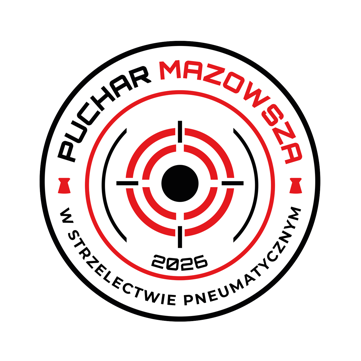 PUCHAR MAZOWSZA
2026
W STRZELECTWIE PNEUMATYCZNYM